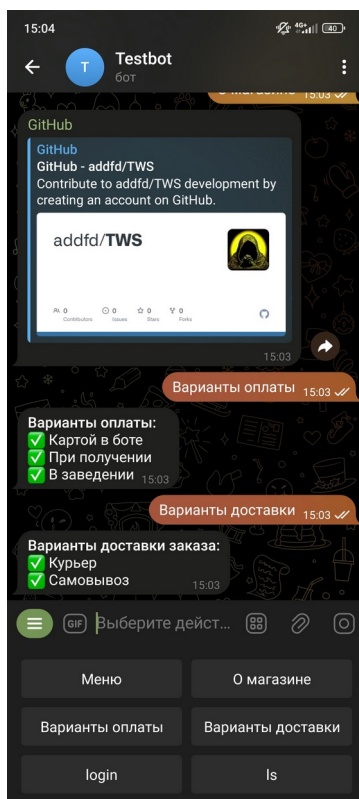 15:04
4G+
40
T
Testbot
бот
О магазине 15:03
GitHub
GitHub
GitHub - addfd/TWS
Contribute to addfd/TWS development by
creating an account on GitHub.
addfd/TWS
0
Contributors
0
Issues
0
Stars
0
Forks
15:03
Варианты оплаты 15:03
Варианты оплаты:
Картой в боте
При получении
В заведении 15:03
Варианты доставки 15:03
Варианты доставки заказа:
Курьер
Самовывоз
15:03
GIF
Выберите дейст...
Меню
О магазине
Варианты оплаты
Варианты доставки
login
ls